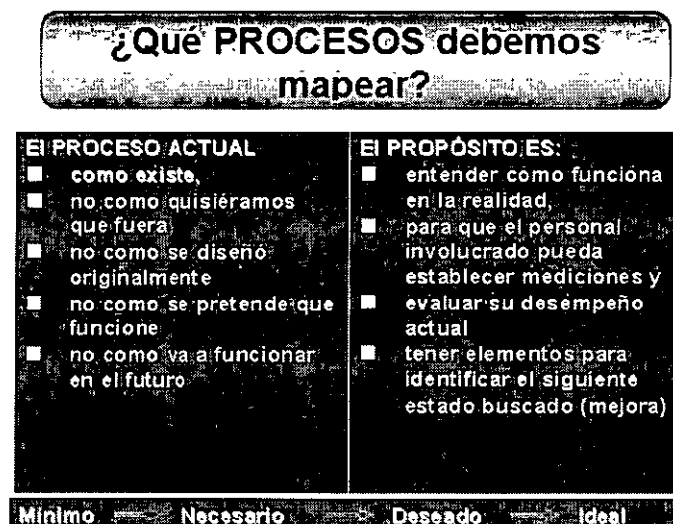 ¿Qué PROCESOS debemos
mapear?
El PROCESO ACTUAL
como existe,
no como quisiéramos
que fuera
no como se diseñó
originalmente
no como se pretende que
funcione
no como va a funcionar
en el futuro
El PROPÓSITO ES:
entender como funciona
en la realidad,
para que el personal
involucrado pueda
establecer mediciones y
evaluar su desempeño
actual
tener elementos para
identificar el siguiente
estado buscado (mejora)
Mínimo Necesario Deseado Ideal